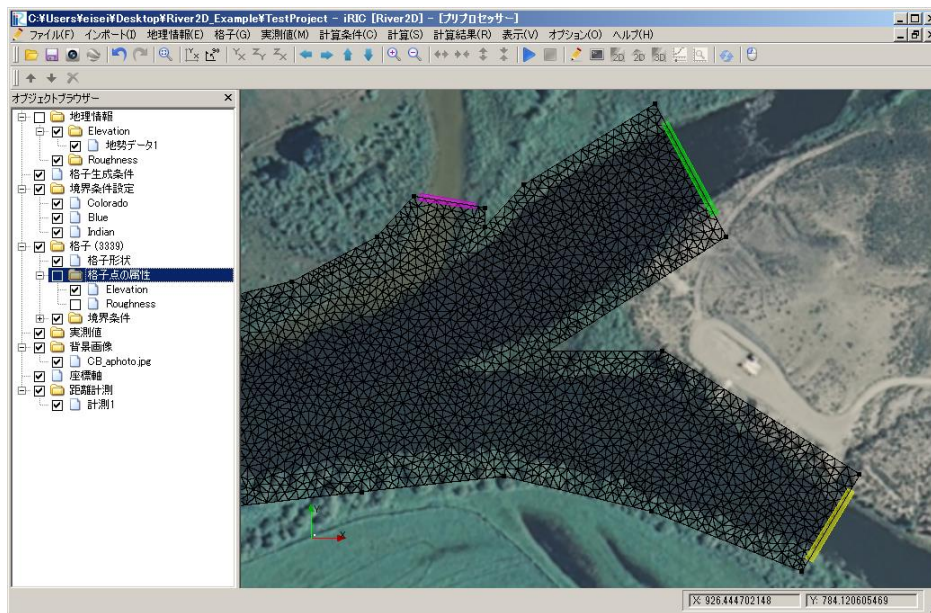 C:¥Users¥eisei¥Desktop¥River2D_Example¥TestProject - iRIC [River2D] - [プリプロセッサー]
ファイル(F) インポート(I) 地理情報(E) 格子(G) 実測値(M) 計算条件(C) 計算(S) 計算結果(R) 表示(V) オプション(O) ヘルプ(H)
オブジェクトブラウザー
地理情報
Elevation
地勢データ1
Roughness
格子生成条件
境界条件設定
Colorado
Blue
Indian
格子 (3339)
格子形状
格子点の属性
Elevation
Roughness
境界条件
実測値
背景画像
CB_aphoto.jpg
座標軸
距離計測
計測1
Y
X
X: 926.444702148
Y: 784.120605469